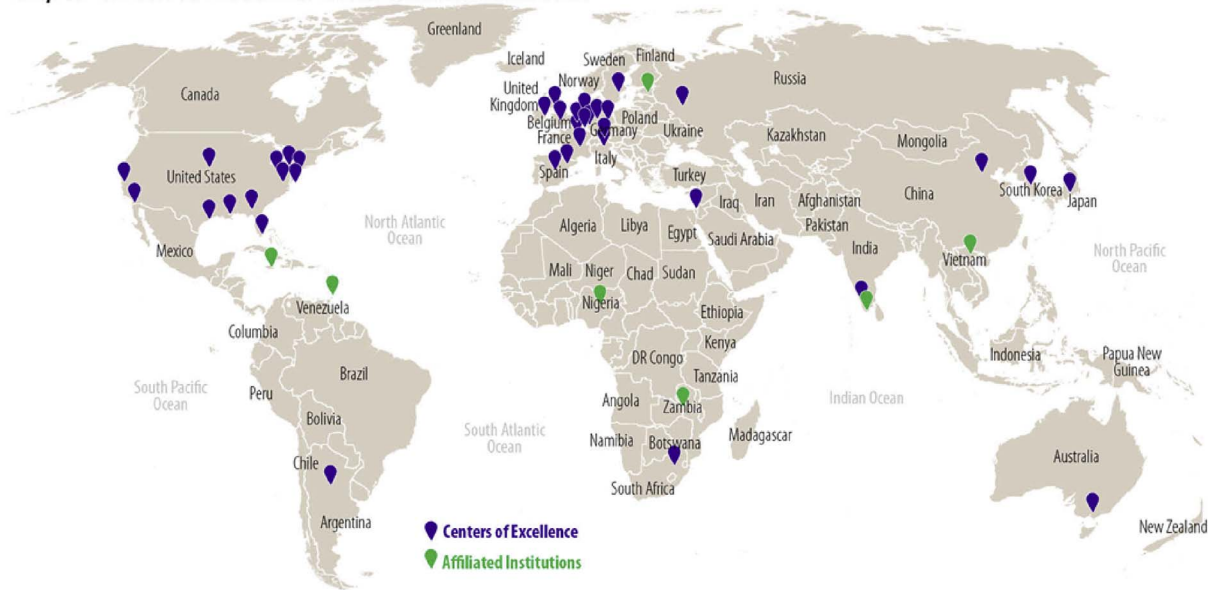 Greenland
Iceland
Sweden
Finland
Norway
Russia
United
Kingdom
Canada
Belgium
Poland
Germany
Ukraine
France
Kazakhstan
Mongolia
Italy
Spain
United States
Turkey
South Korea
Japan
China
Iraq
Iran
Afghanistan
Pakistan
North Atlantic
Ocean
Algeria
Libya
Egypt
Saudi Arabia
India
Mexico
North Pacific
Ocean
Vietnam
Mali
Niger
Chad
Sudan
Nigeria
Venezuela
Ethiopia
Columbia
Kenya
DR Congo
Indonesia
Papua New
Guinea
Brazil
Tanzania
South Pacific
Ocean
Peru
Angola
Zambia
Indian Ocean
Bolivia
South Atlantic
Ocean
Namibia
Botswana
Madagascar
Chile
Australia
South Africa
Argentina
New Zealand
Centers of Excellence
Affiliated Institutions